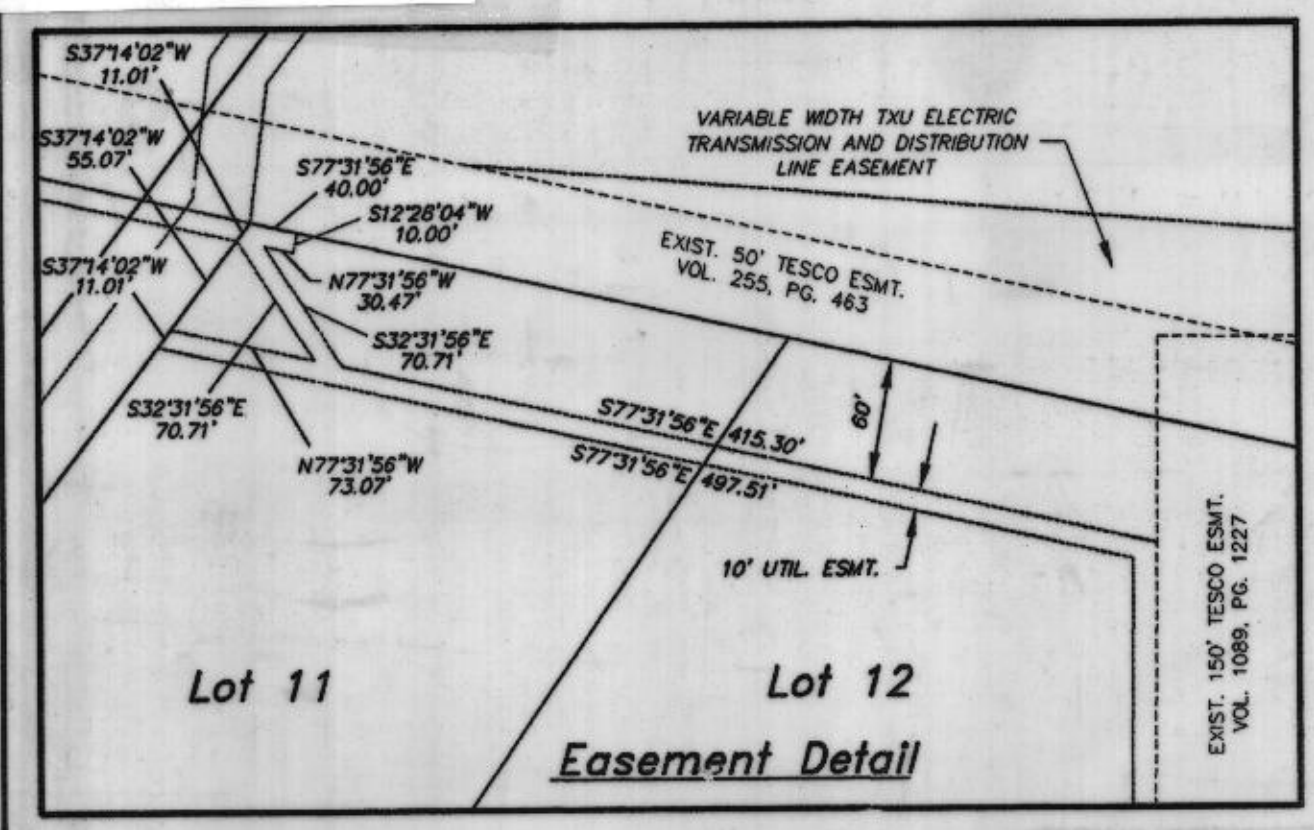 S37°14'02"W
11.01'
S37°14'02"W
55.07'
S77°31'56"E
40.00'
S12°28'04"W
10.00'
VARIABLE WIDTH TXU ELECTRIC
TRANSMISSION AND DISTRIBUTION
LINE EASEMENT
EXIST. 50' TESCO ESMT.
VOL. 255, PG. 463
S37°14'02"W
11.01'
N77°31'56"W
30.47'
S32°31'56"E
70.71'
S32°31'56"E
70.71'
N77°31'56"W
73.07'
S77°31'56"E 415.30'
S77°31'56"E 497.51'
60'
10' UTIL. ESMT.
EXIST. 150' TESCO ESMT.
VOL. 1089, PG. 1227
Lot 11
Lot 12
Easement Detail